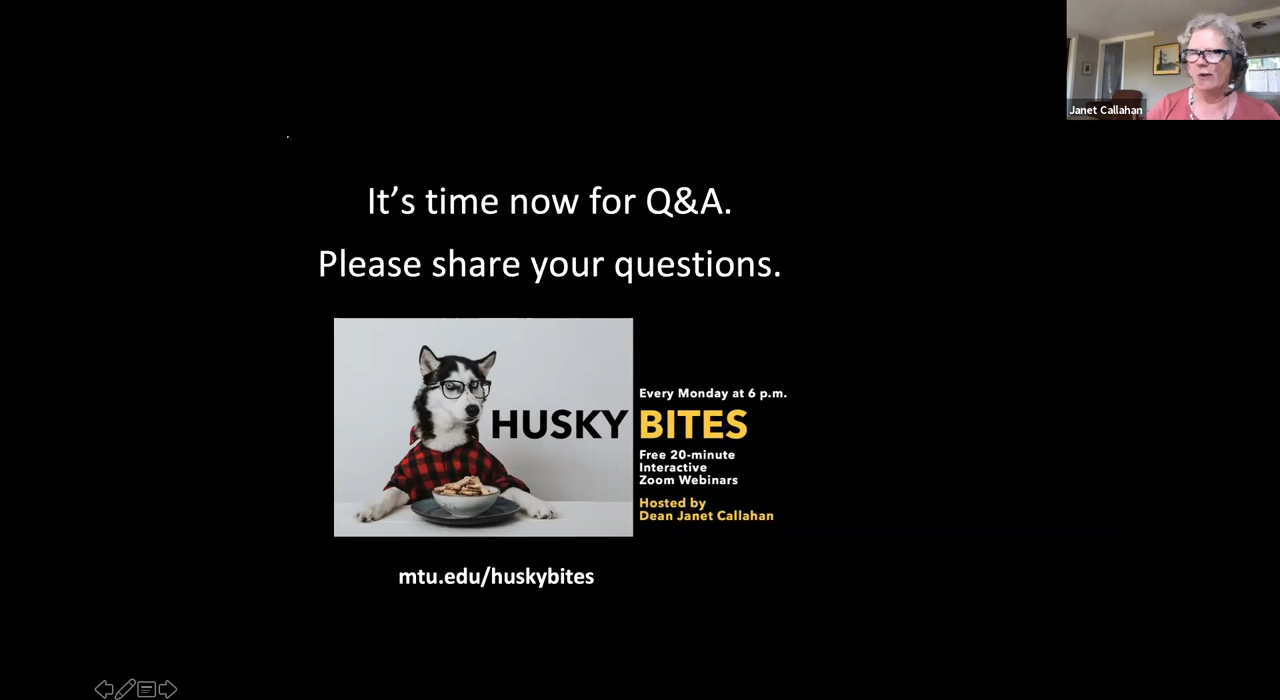 Janet Callahan
It’s time now for Q&A.
Please share your questions.
Every Monday at 6 p.m.
HUSKY BITES
Free 20-minute
Interactive
Zoom Webinars
Hosted by
Dean Janet Callahan
mtu.edu/huskybites